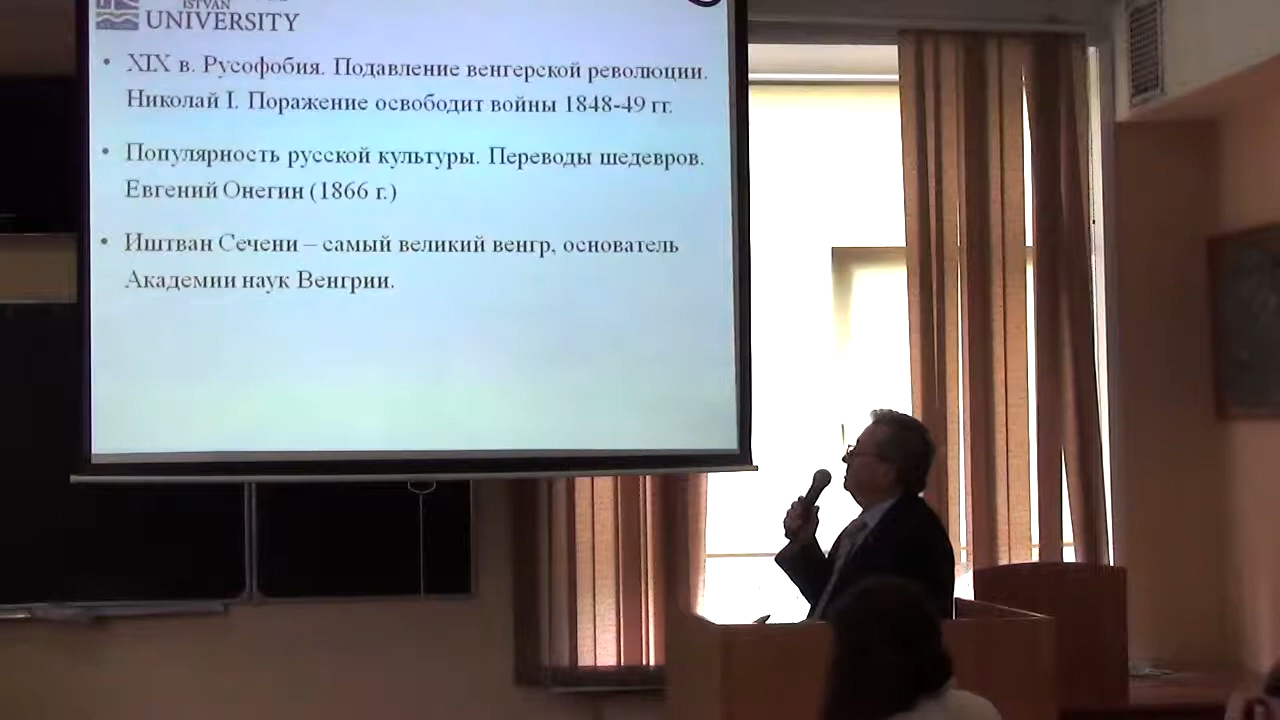 ISTVÁN
UNIVERSITY
• XIX в. Русофобия. Подавление венгерской революции.
Николай I. Поражение освободит войны 1848-49 гг.
• Популярность русской культуры. Переводы шедевров.
Евгений Онегин (1866 г.)
• Иштван Сечени – самый великий венгр, основатель
Академии наук Венгрии.